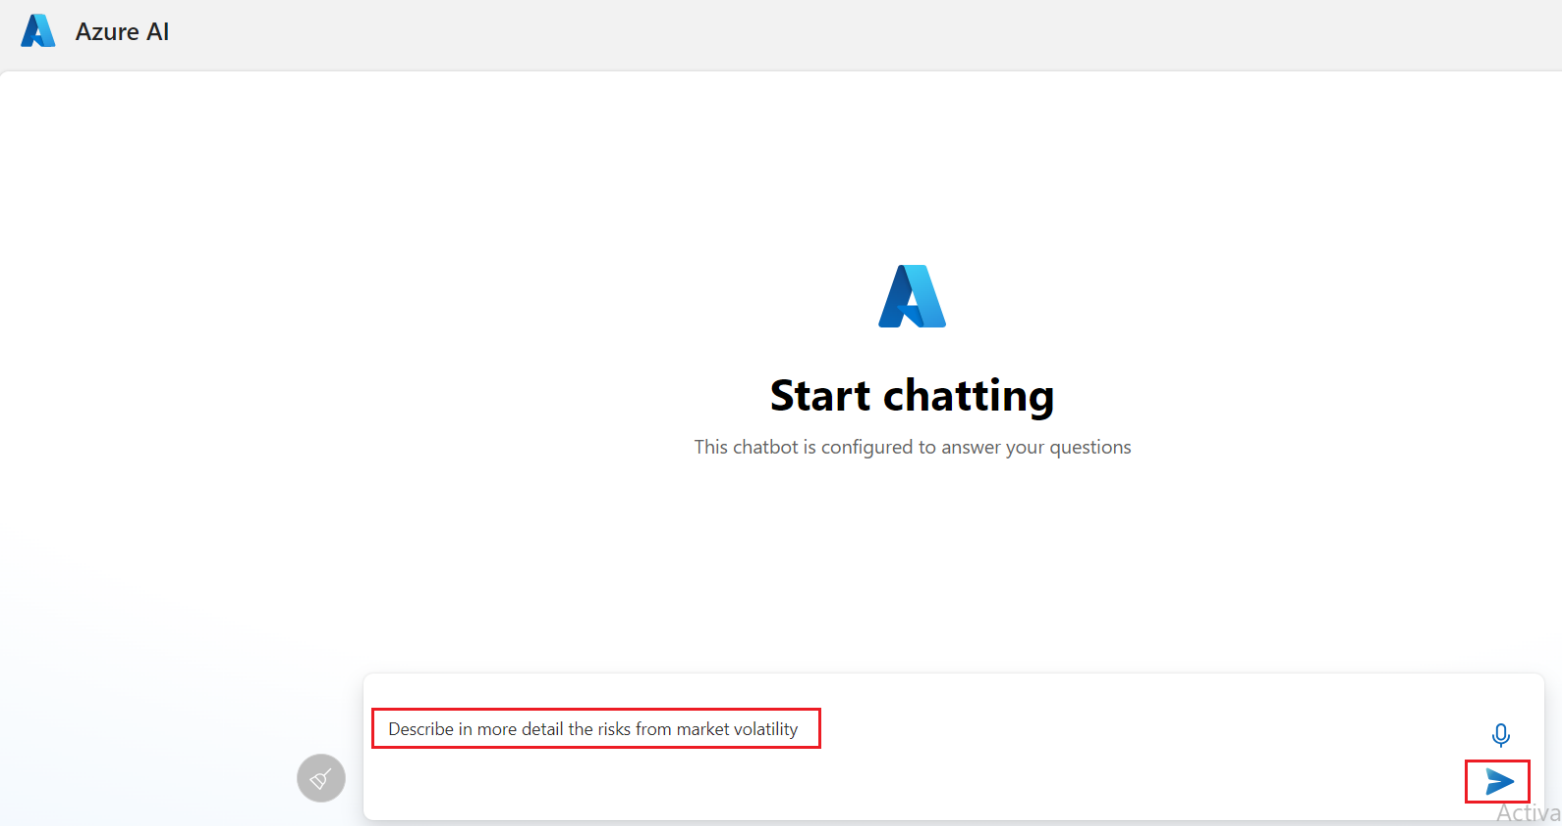 Azure AI
Start chatting
This chatbot is configured to answer your questions
Describe in more detail the risks from market volatility
Activa